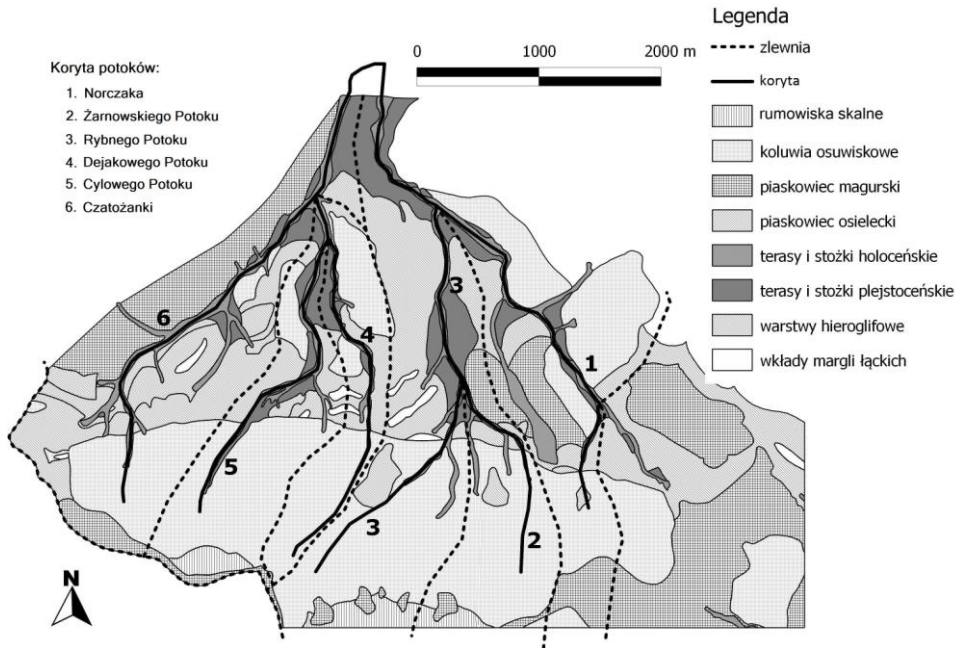 Legenda
zlewnia
koryta
rumowiska skalne
koluwia osuwiskowe
piaskowiec magurski
piaskowiec osielecki
terasy i stożki holoceńskie
terasy i stożki plejstoceńskie
warstwy hieroglifowe
wkłady margli łąckich
0 1000 2000 m
Koryta potoków:
1. Norczaka
2. Żarnowskiego Potoku
3. Rybnego Potoku
4. Dejakowego Potoku
5. Cylowego Potoku
6. Czatożanki
3
6
4
1
5
3
2
N